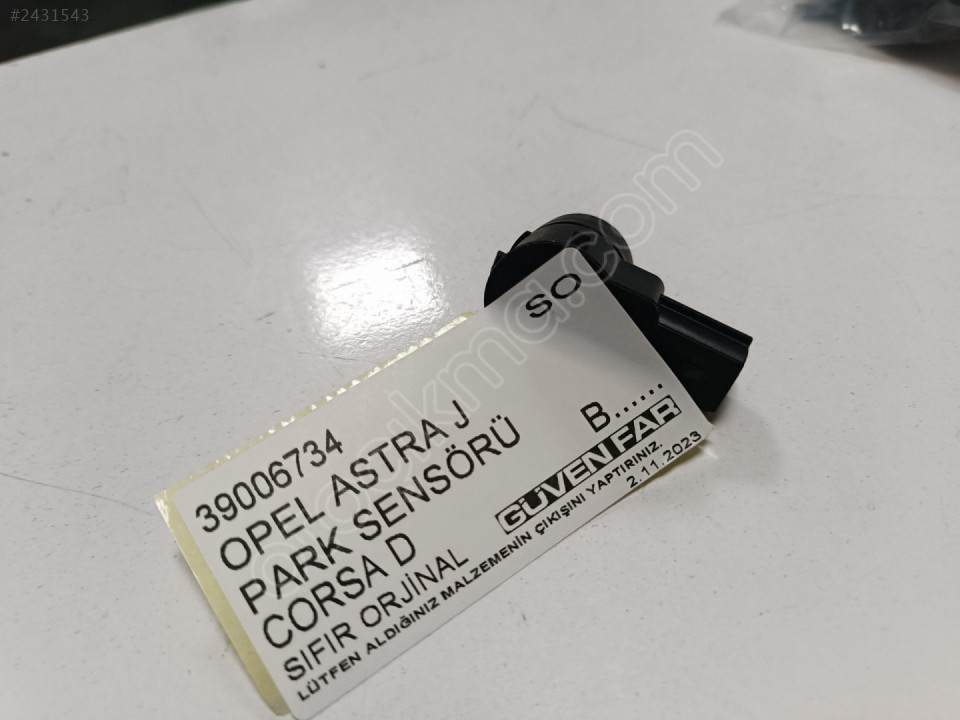 #2431543
SO
39006734
OPEL ASTRA J
PARK SENSÖRÜ
B......
CORSA D
GÜVEN FAR
SIFIR ORJİNAL
LÜTFEN ALDIĞINIZ MALZEMENİN ÇIKIŞINI YAPTIRINIZ.
2.11.2023